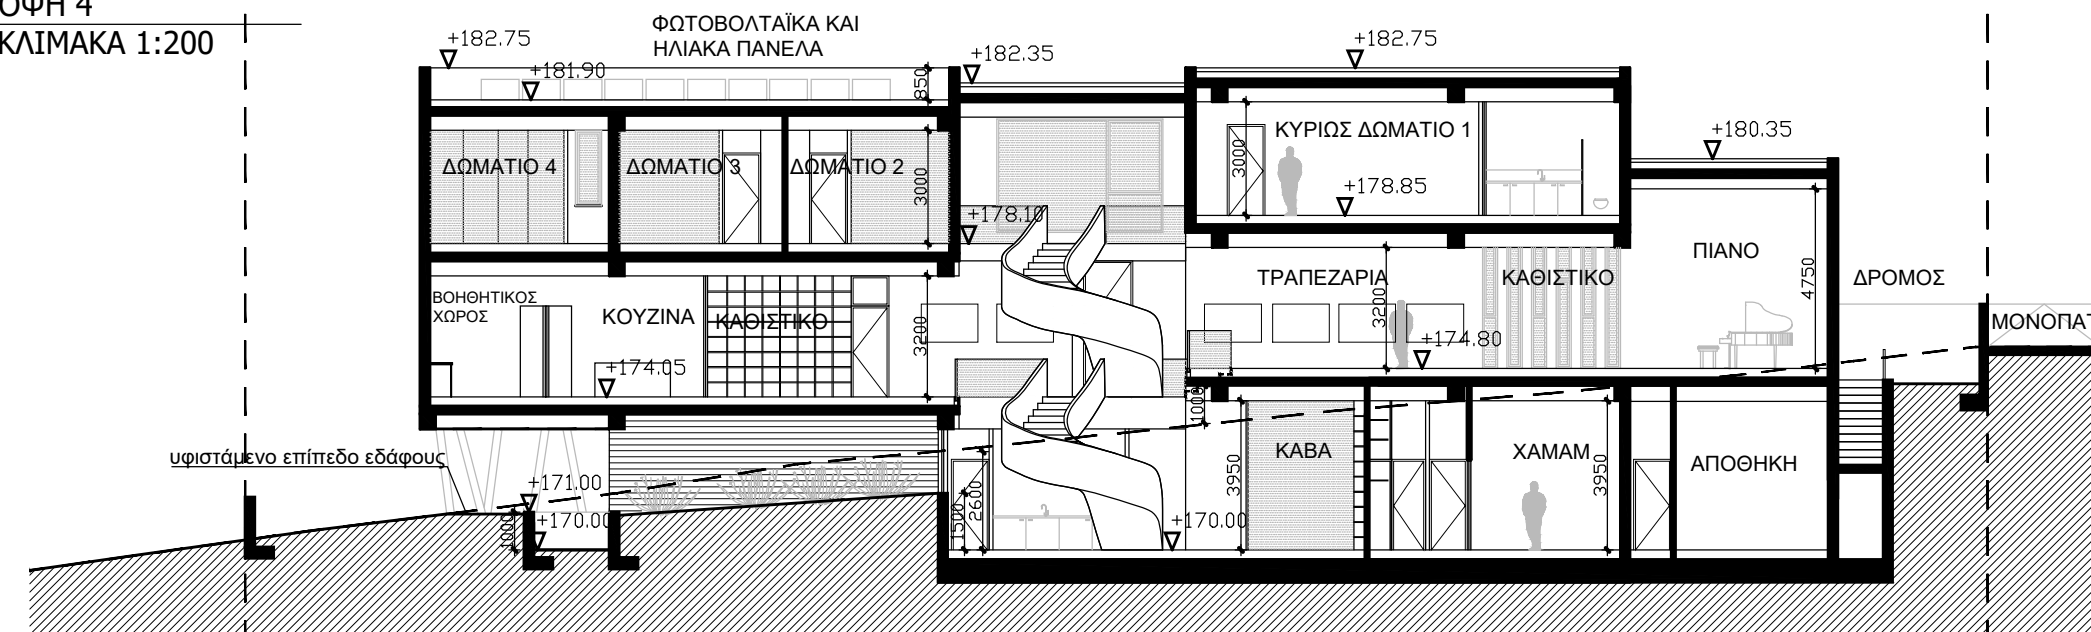 ΟΦΗ 4
ΚΛΙΜΑΚΑ 1:200
ΦΩΤΟΒΟΛΤΑΪΚΑ ΚΑΙ
ΗΛΙΑΚΑ ΠΑΝΕΛΑ
+182.75
+181.90
850
+182.35
+182.75
+180.35
ΔΩΜΑΤΙΟ 4
ΔΩΜΑΤΙΟ 3
ΔΩΜΑΤΙΟ 2
3000
+178.10
3000
ΚΥΡΙΩΣ ΔΩΜΑΤΙΟ 1
+178.85
ΒΟΗΘΗΤΙΚΟΣ
ΧΩΡΟΣ
ΚΟΥΖΙΝΑ
ΚΑΘΙΣΤΙΚΟ
+174.05
3200
ΤΡΑΠΕΖΑΡΙΑ
3200
+174.80
ΚΑΘΙΣΤΙΚΟ
ΠΙΑΝΟ
4750
ΔΡΟΜΟΣ
ΜΟΝΟΠΑΤ
υφιστάμενο επίπεδο εδάφους
+171.00
+170.00
1000
1500
2600
+170.00
1000
3950
ΚΑΒΑ
ΧΑΜΑΜ
3950
ΑΠΟΘΗΚΗ